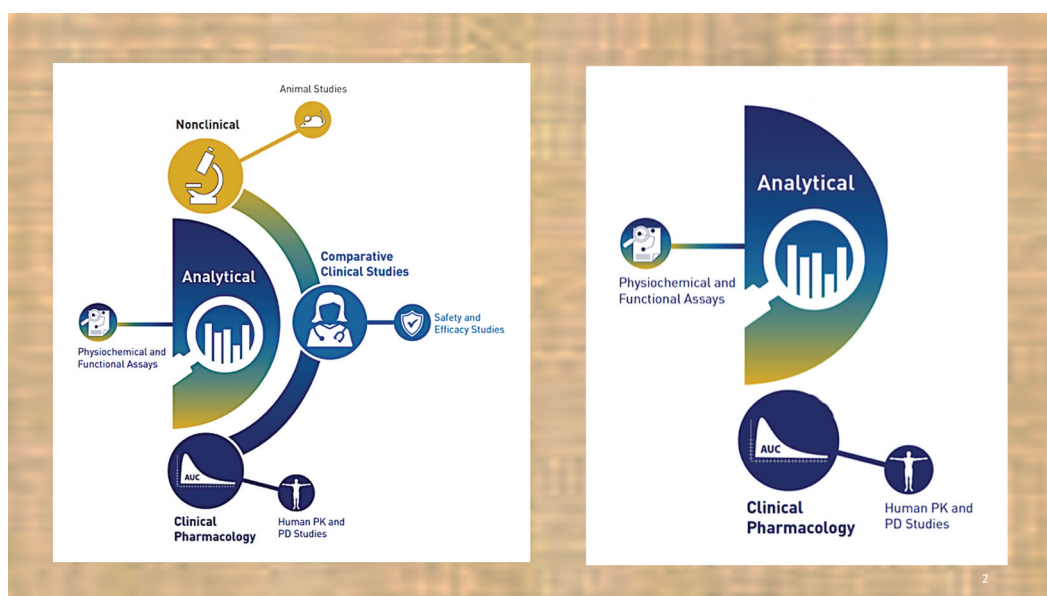 Animal Studies
Nonclinical
Comparative
Clinical Studies
Analytical
Safety and
Efficacy Studies
Physiochemical and
Functional Assays
AUC
Clinical
Pharmacology
Human PK and
PD Studies
Analytical
Physiochemical and
Functional Assays
AUC
Clinical
Pharmacology
Human PK and
PD Studies
2